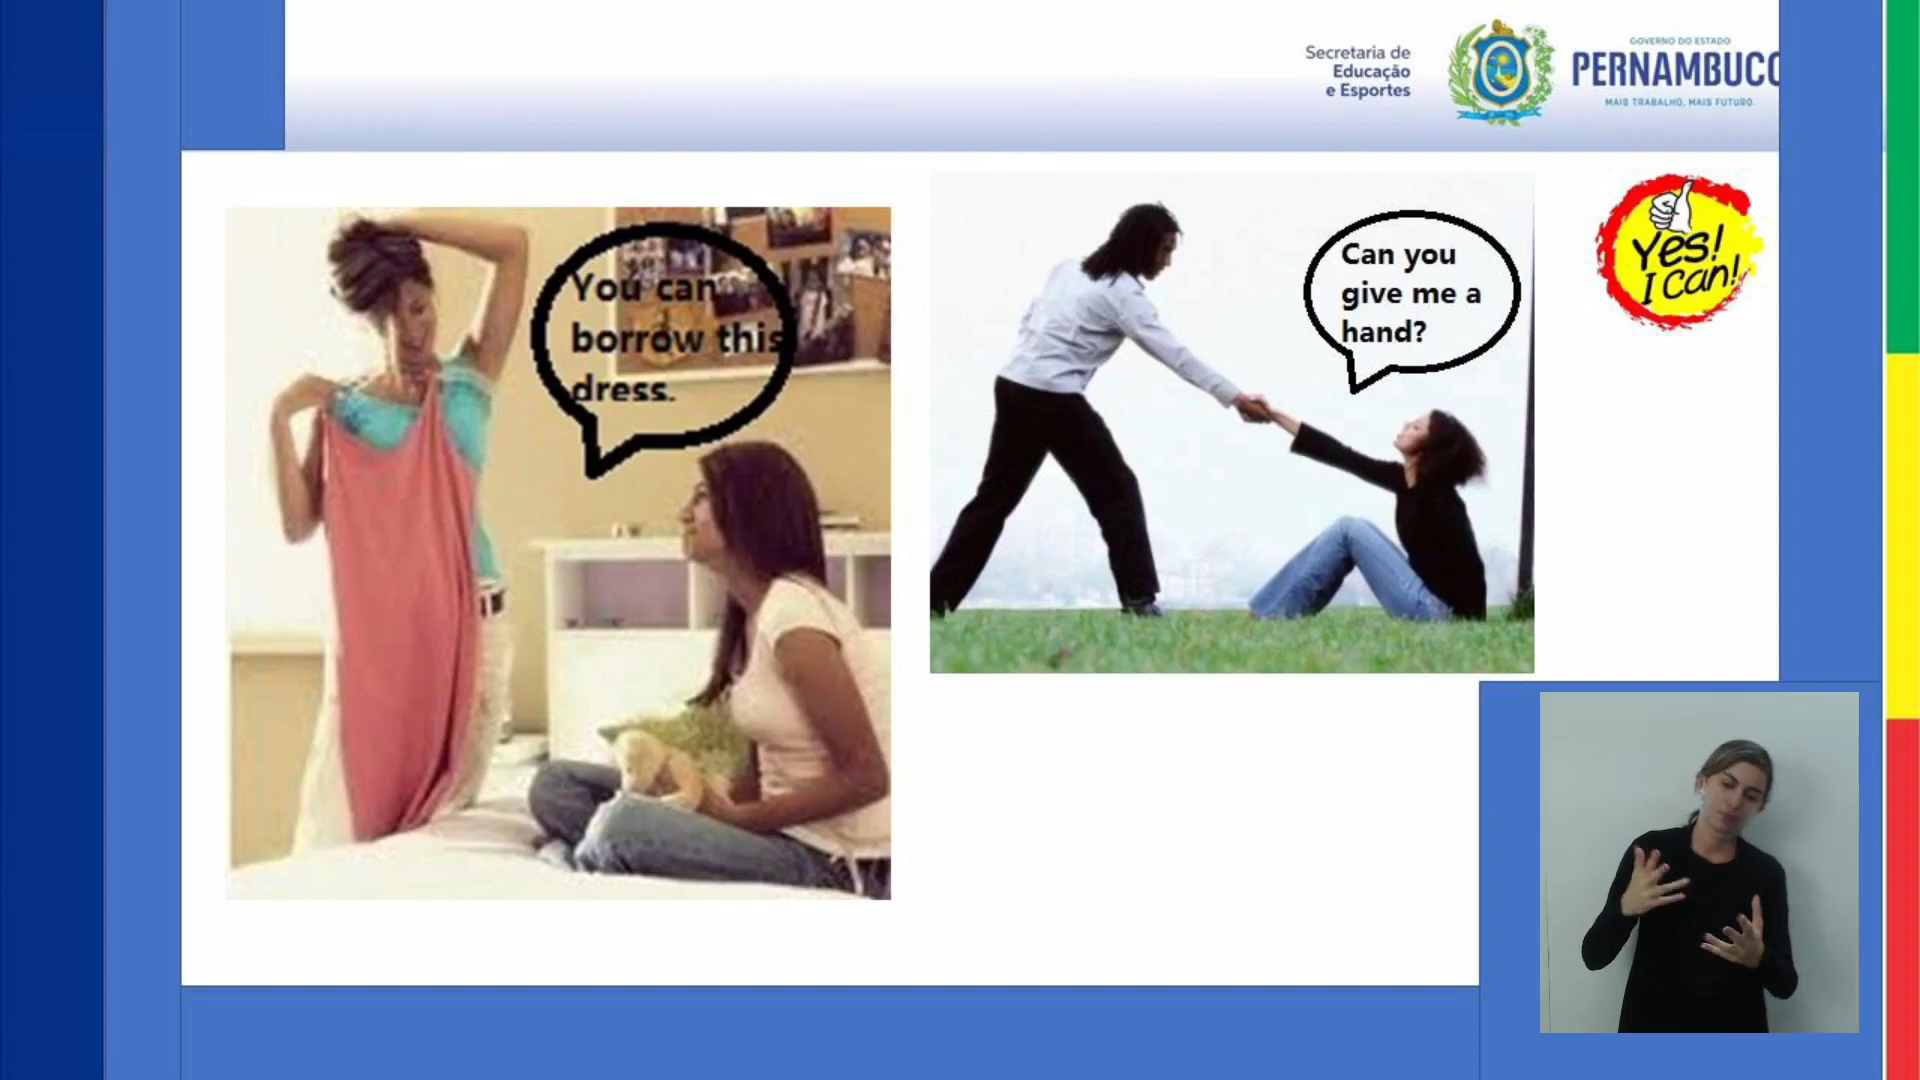 Secretaria de
Educação
e Esportes
GOVERNO DO ESTADO
PERNAMBUCO
MAIS TRABALHO, MAIS FUTURO.
You can
borrow this
dress.
Can you
give me a
hand?
Yes!
I can!